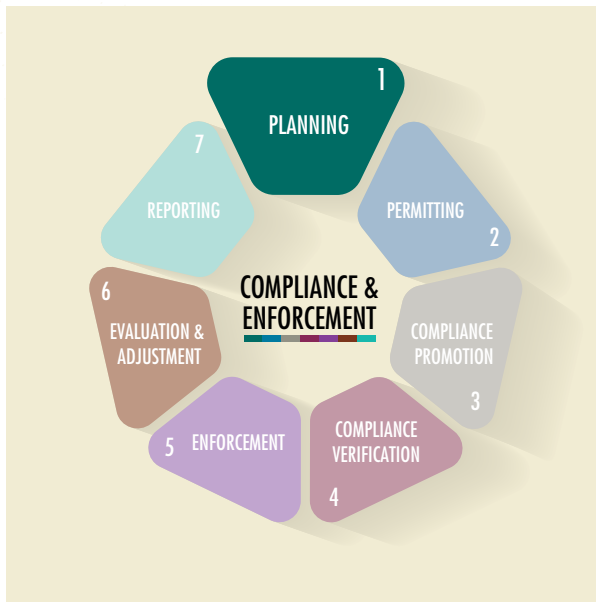 1
PLANNING
PERMITTING
2
COMPLIANCE
PROMOTION
3
COMPLIANCE
VERIFICATION
4
5
ENFORCEMENT
6
EVALUATION &
ADJUSTMENT
7
REPORTING
COMPLIANCE &
ENFORCEMENT